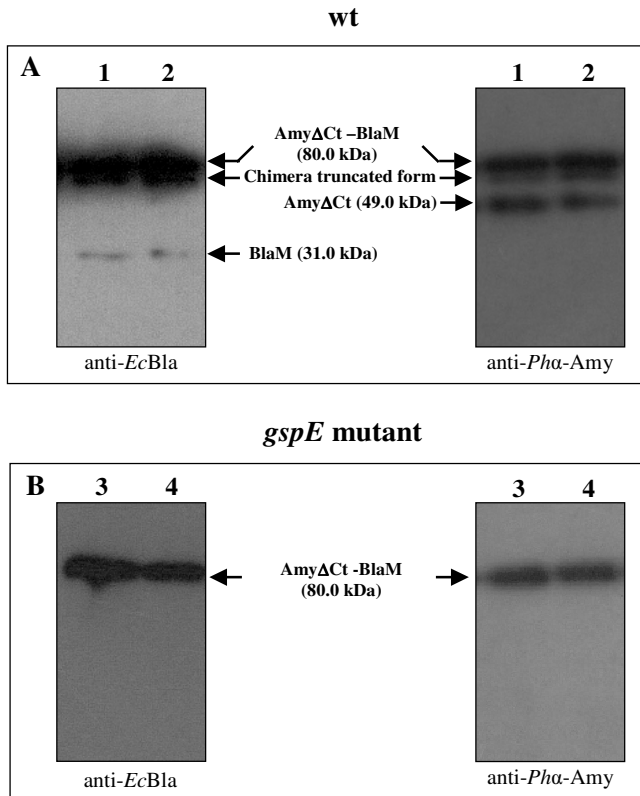 wt
A
1 2
1 2
AmyΔCt –BlaM
(80.0 kDa)
Chimera truncated form
AmyΔCt (49.0 kDa)
BlaM (31.0 kDa)
anti-EcBla
anti-Phα-Amy
gspE mutant
B
3 4
3 4
AmyΔCt -BlaM
(80.0 kDa)
anti-EcBla
anti-Phα-Amy